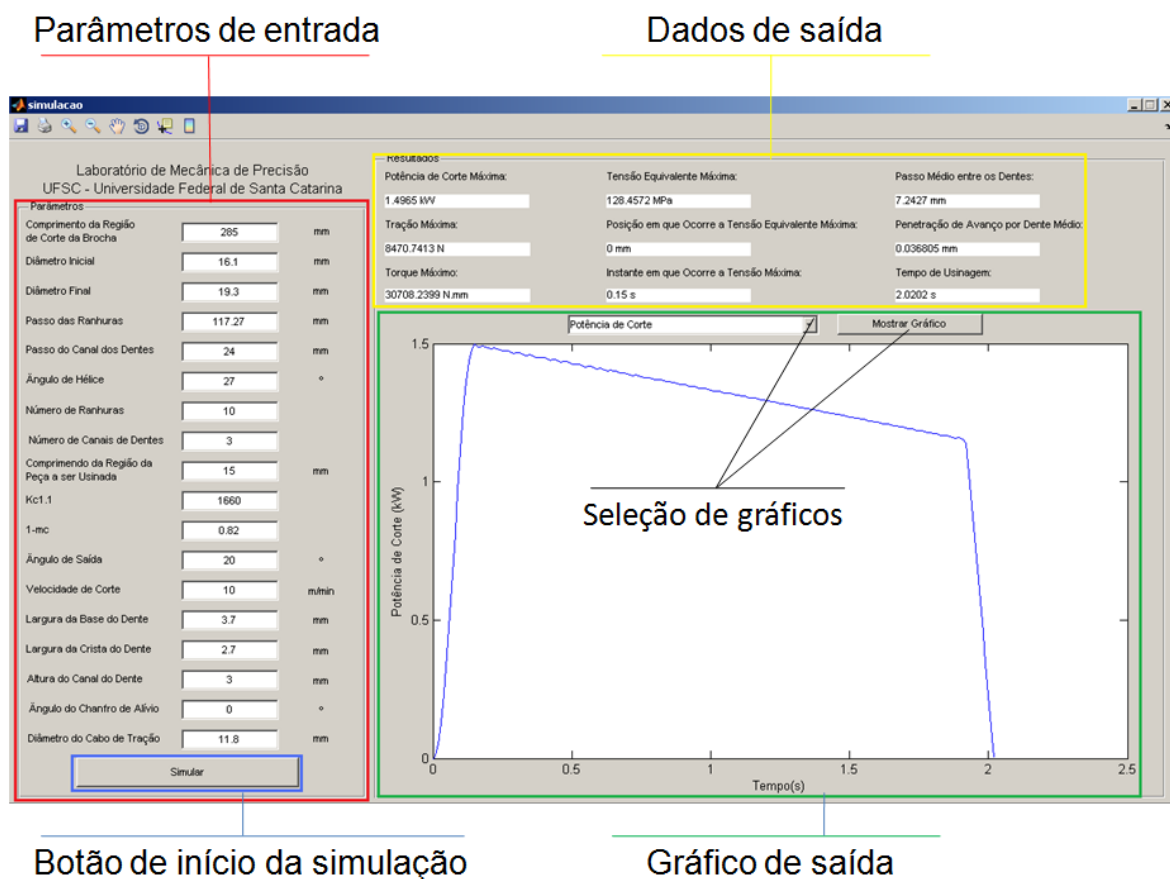 Parâmetros de entrada
Dados de saída
simulacao
Laboratório de Mecânica de Precisão
UFSC - Universidade Federal de Santa Catarina
Parâmetros
Comprimento da Região
de Corte da Brocha
285
mm
Diâmetro Inicial
16.1
mm
Diâmetro Final
19.3
mm
Passo das Ranhuras
117.27
mm
Passo do Canal dos Dentes
24
mm
Ângulo de Hélice
27
°
Número de Ranhuras
10
Número de Canais de Dentes
3
Comprimendo da Região da
Peça a ser Usinada
15
mm
Kc1.1
1660
1-mc
0.82
Ângulo de Saída
20
°
Velocidade de Corte
10
m/min
Largura da Base do Dente
3.7
mm
Largura da Crista do Dente
2.7
mm
Altura do Canal do Dente
3
mm
Ângulo do Chanfro de Alívio
0
°
Diâmetro do Cabo de Tração
11.8
mm
Simular
Resultados
Potência de Corte Máxima:
1.4965 kW
Tração Máxima:
8470.7413 N
Torque Máximo:
30708.2399 N.mm
Tensão Equivalente Máxima:
128.4572 MPa
Posição em que Ocorre a Tensão Equivalente Máxima:
0 mm
Instante em que Ocorre a Tensão Máxima:
0.15 s
Passo Médio entre os Dentes:
7.2427 mm
Penetração de Avanço por Dente Médio:
0.036805 mm
Tempo de Usinagem:
2.0202 s
Potência de Corte
Mostrar Gráfico
1.5
1
0.5
0
Potência de Corte (kW)
Seleção de gráficos
0
0.5
1
1.5
2
2.5
Tempo(s)
Botão de início da simulação
Gráfico de saída